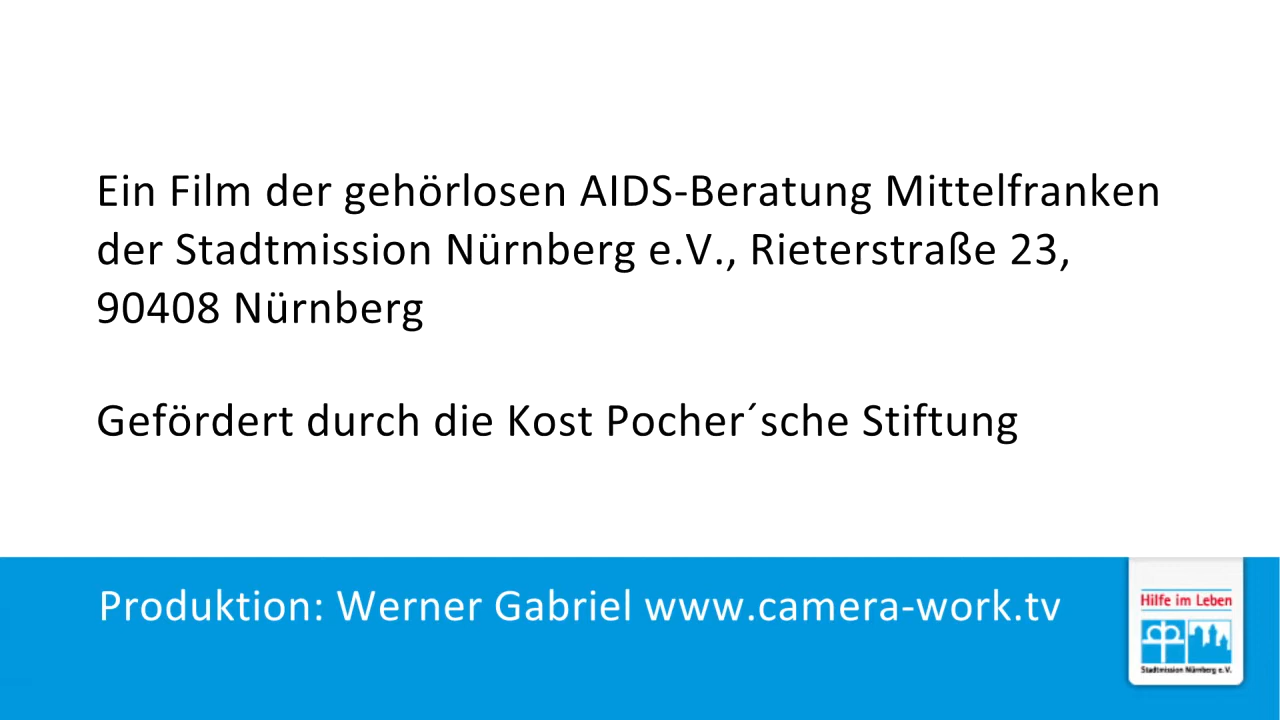 Ein Film der gehörlosen AIDS-Beratung Mittelfranken
der Stadtmission Nürnberg e.V., Rieterstraße 23,
90408 Nürnberg
Gefördert durch die Kost Pocher´sche Stiftung
Produktion: Werner Gabriel www.camera-work.tv
Hilfe im Leben
Stadtmission Nürnberg e.V.